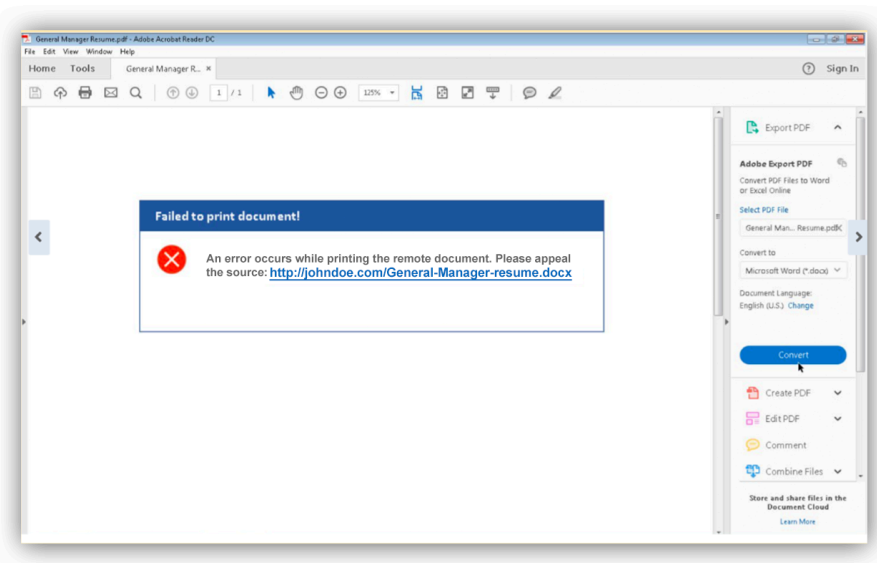 General Manager Resume.pdf - Adobe Acrobat Reader DC
File Edit View Window Help
Home Tools General Manager R... × Sign In
1 / 1 125%
Export PDF
Adobe Export PDF
Convert PDF Files to Word
or Excel Online
Select PDF File
General Man... Resume.pdf
Convert to
Microsoft Word (*.docx)
Document Language:
English (U.S.) Change
Convert
Create PDF
Edit PDF
Comment
Combine Files
Store and share files in the
Document Cloud
Learn More
Failed to print document!
An error occurs while printing the remote document. Please appeal
the source: http://johndoe.com/General-Manager-resume.docx